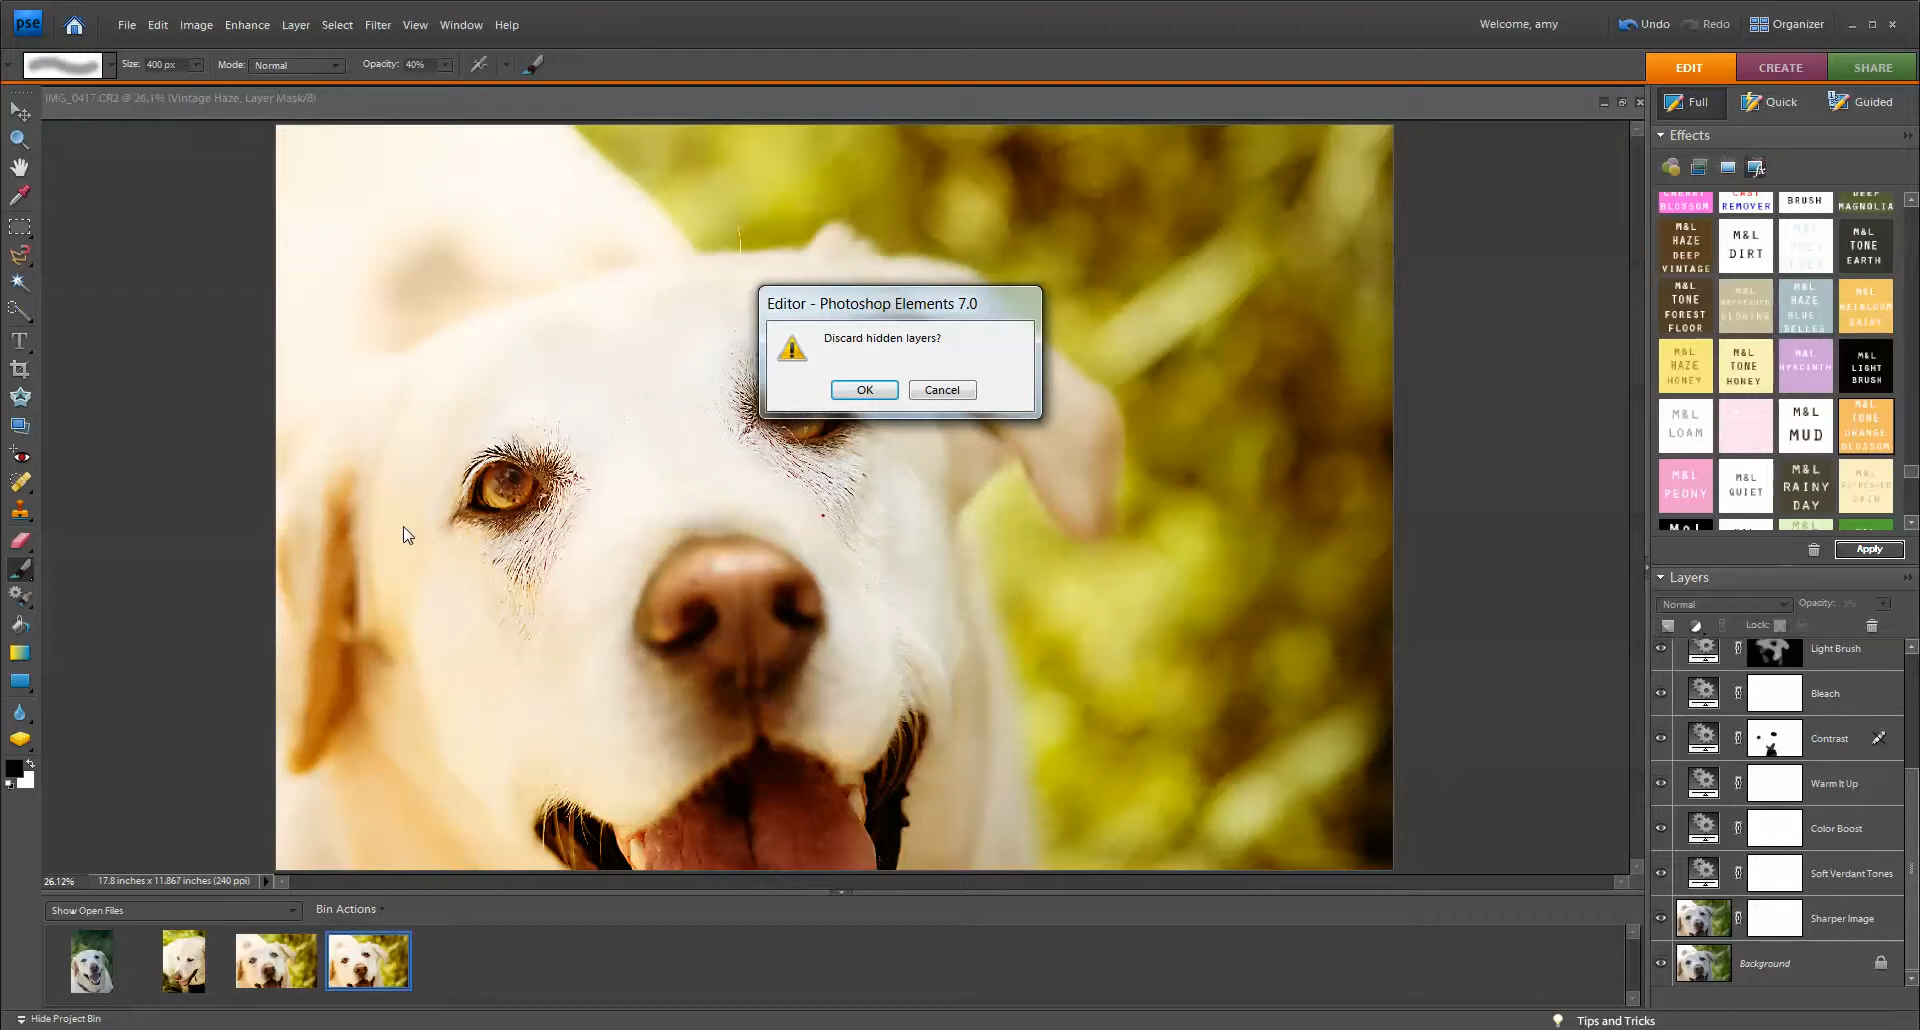 pse
File Edit Image Enhance Layer Select Filter View Window Help
Welcome, amy
Undo Redo Organizer
Size: 400 px Mode: Normal Opacity: 40%
EDIT CREATE SHARE
IMG_0417.CR2 @ 26.1% (Vintage Haze, Layer Mask/8)
Full Quick Guided
Effects
BLOSSOM
CAST
REMOVER
BRUSH
DEEP
MAGNOLIA
M&L
HAZE
DEEP
VINTAGE
M&L
DIRT
M&L
TONE
EARTH
M&L
TONE
FOREST
FLOOR
M&L
HAZE
BLUE-
BELLES
M&L
HEIRLOOM
DAISY
M&L
HAZE
HONEY
M&L
TONE
HONEY
M&L
HYACINTH
M&L
LIGHT
BRUSH
M&L
LOAM
M&L
MUD
M&L
TONE
ORANGE
BLOSSOM
M&L
PEONY
M&L
QUIET
M&L
RAINY
DAY
M&L
Apply
Editor - Photoshop Elements 7.0
Discard hidden layers?
OK Cancel
Layers
Normal Opacity: 0%
Lock:
Light Brush
Bleach
Contrast
Warm It Up
Color Boost
Soft Verdant Tones
Sharper Image
Background
26.12% 17.8 inches x 11.867 inches (240 ppi)
Show Open Files Bin Actions
Hide Project Bin
Tips and Tricks